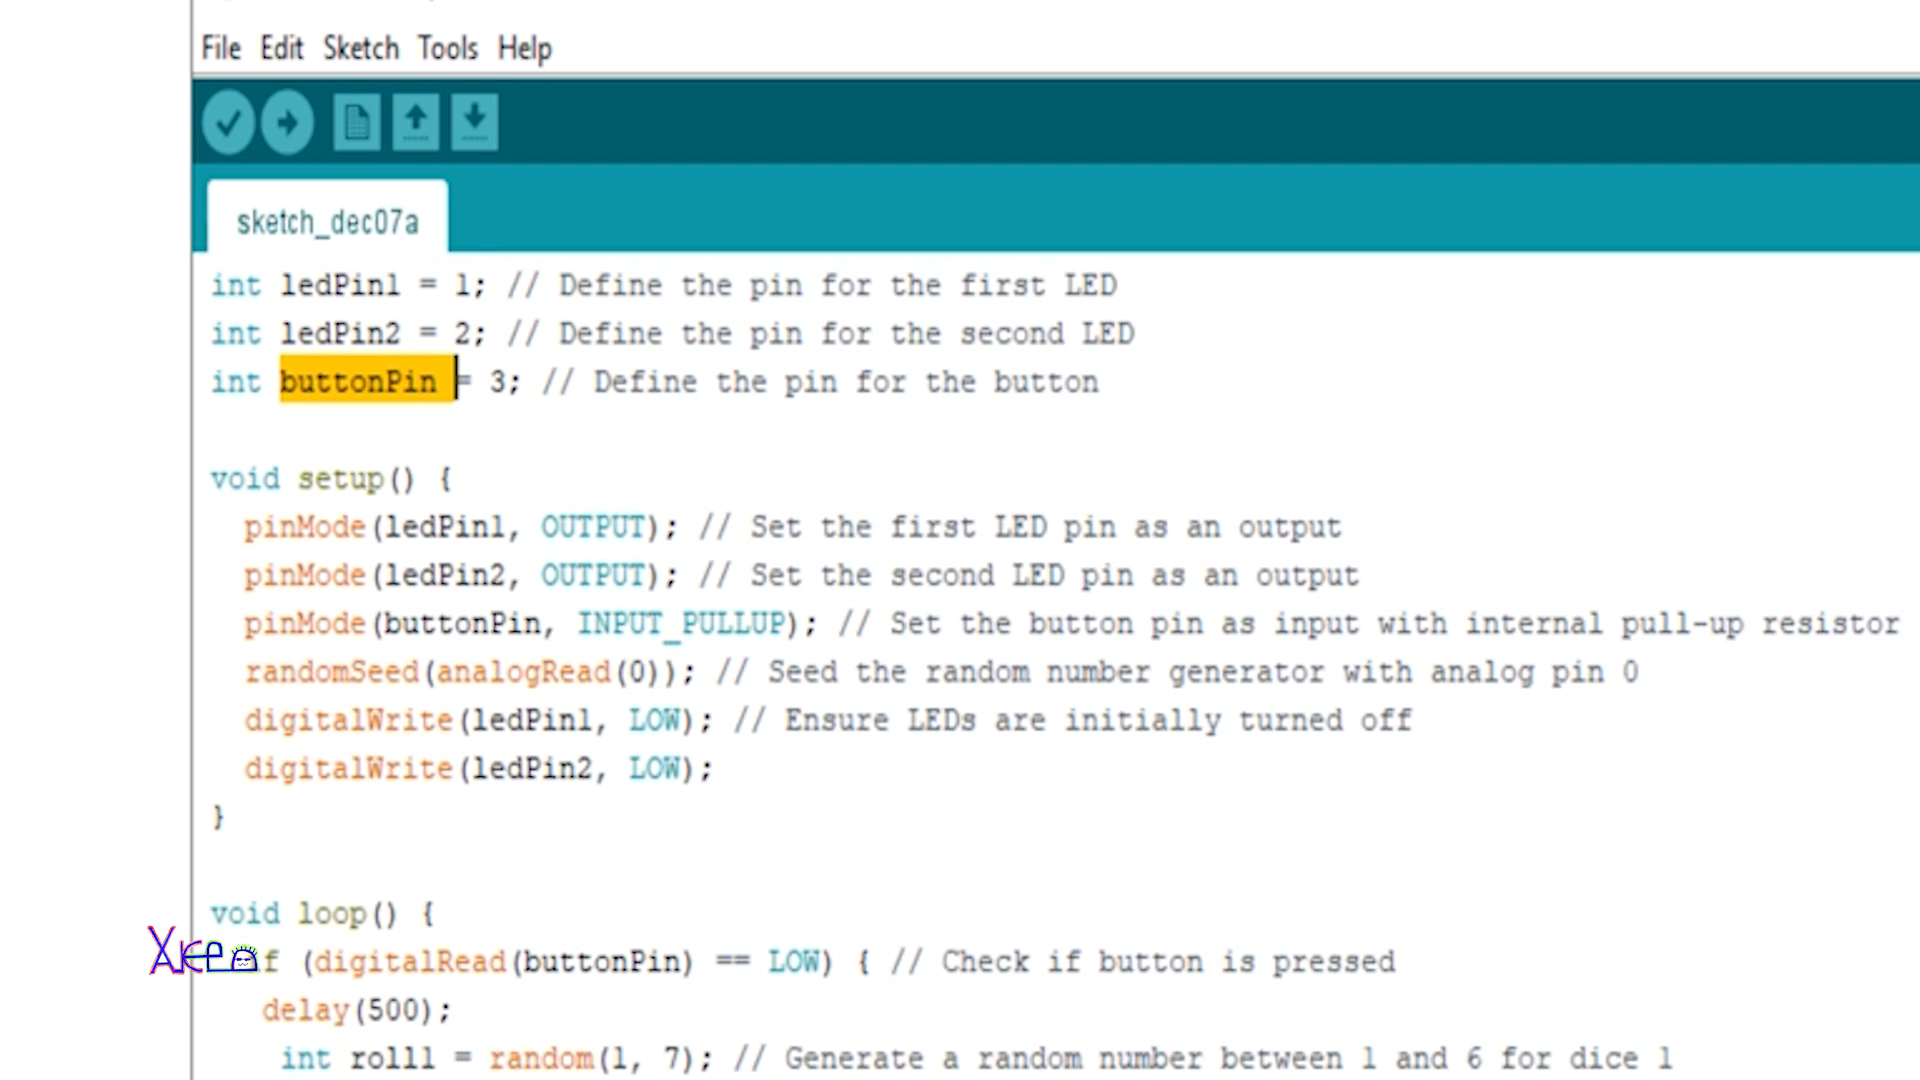 File Edit Sketch Tools Help
sketch_dec07a
int ledPin1 = 1; // Define the pin for the first LED
int ledPin2 = 2; // Define the pin for the second LED
int buttonPin = 3; // Define the pin for the button
void setup() {
pinMode(ledPin1, OUTPUT); // Set the first LED pin as an output
pinMode(ledPin2, OUTPUT); // Set the second LED pin as an output
pinMode(buttonPin, INPUT_PULLUP); // Set the button pin as input with internal pull-up resistor
randomSeed(analogRead(0)); // Seed the random number generator with analog pin 0
digitalWrite(ledPin1, LOW); // Ensure LEDs are initially turned off
digitalWrite(ledPin2, LOW);
}
void loop() {
f (digitalRead(buttonPin) == LOW) { // Check if button is pressed
delay(500);
int roll1 = random(1, 7); // Generate a random number between 1 and 6 for dice 1